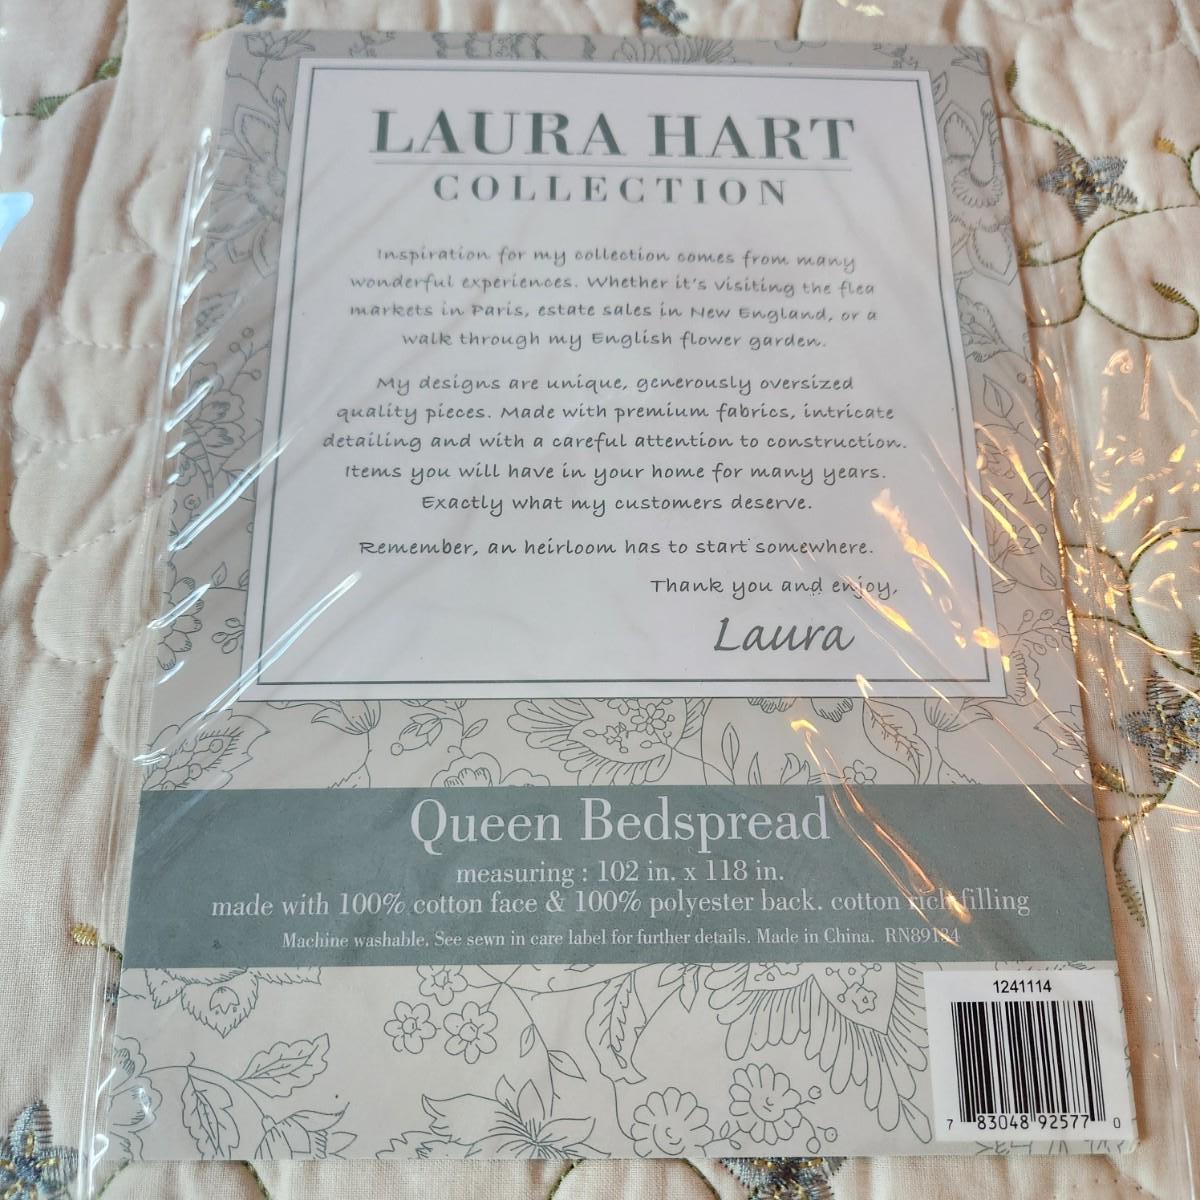 LAURA HART
COLLECTION
Inspiration for my collection comes from many
wonderful experiences. Whether it's visiting the flea
markets in Paris, estate sales in New England, or a
walk through my English flower garden.
My designs are unique, generously oversized
quality pieces. Made with premium fabrics, intricate
detailing and with a careful attention to construction.
Items you will have in your home for many years.
Exactly what my customers deserve.
Remember, an heirloom has to start somewhere.
Thank you and enjoy,
Laura
Queen Bedspread
measuring : 102 in. x 118 in.
made with 100% cotton face & 100% polyester back. cotton rich filling
Machine washable. See sewn in care label for further details. Made in China.
1241114
7 83048 92577 0